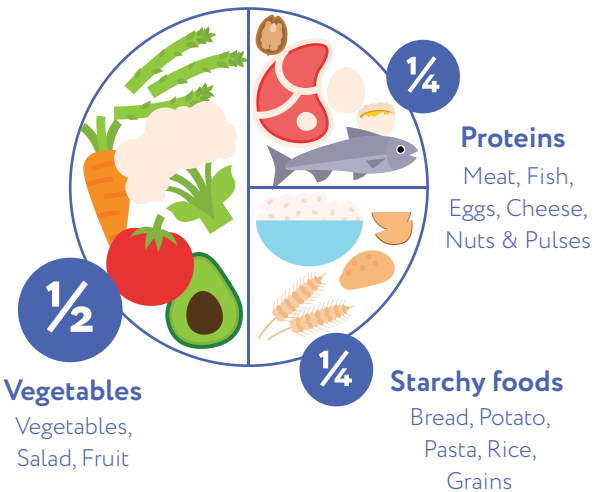 1/4
Proteins
Meat, Fish,
Eggs, Cheese,
Nuts & Pulses
1/2
Vegetables
Vegetables,
Salad, Fruit
1/4
Starchy foods
Bread, Potato,
Pasta, Rice,
Grains